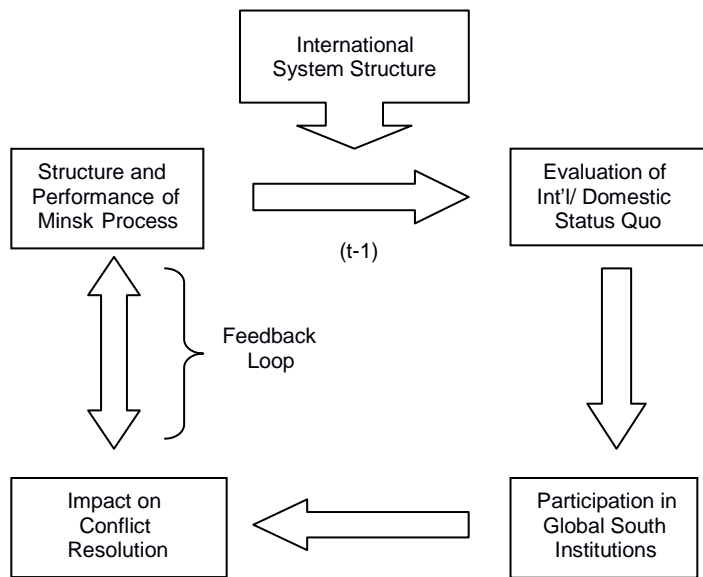 International
System Structure
Structure and
Performance of
Minsk Process
Evaluation of
Int’l/ Domestic
Status Quo
(t-1)
Feedback
Loop
Impact on
Conflict
Resolution
Participation in
Global South
Institutions